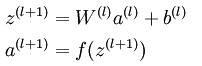 z^{(l+1)} = W^{(l)} a^{(l)} + b^{(l)}
a^{(l+1)} = f(z^{(l+1)})